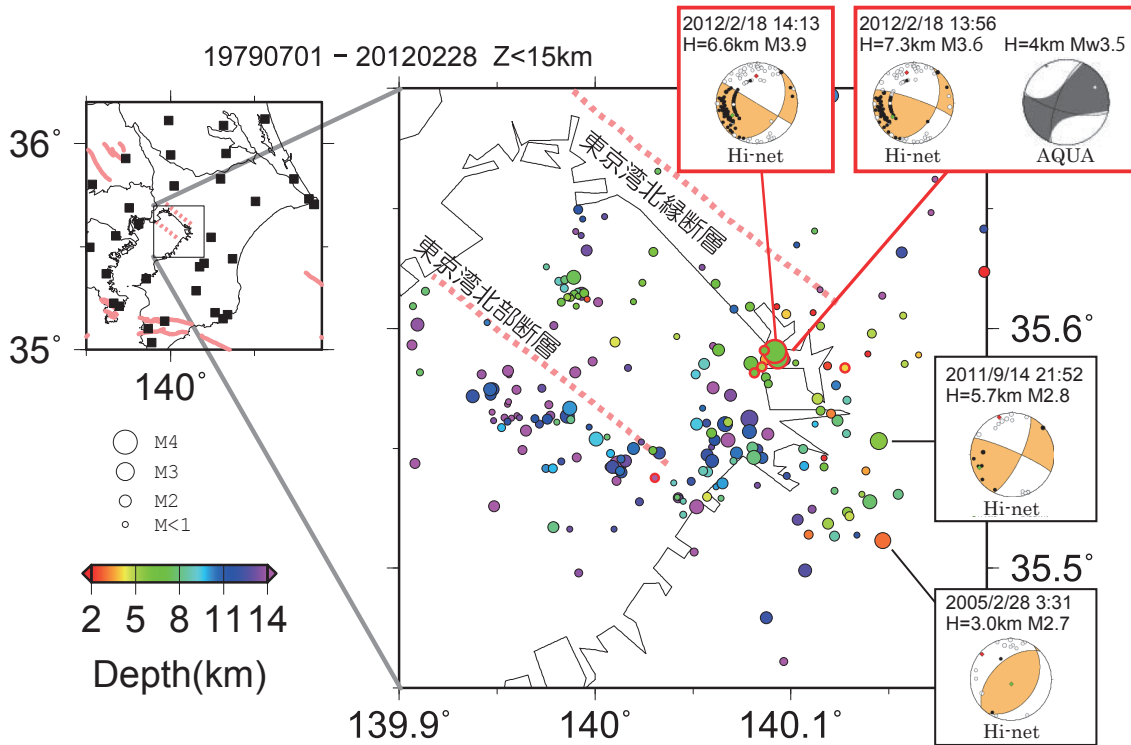 19790701 − 20120228  Z<15km
2012/2/18 14:13
H=6.6km M3.9
Hi-net
2012/2/18 13:56
H=7.3km M3.6
H=4km Mw3.5
Hi-net
AQUA
36°
35°
140°
東京湾北縁断層
東京湾北部断層
35.6°
35.5°
2011/9/14 21:52
H=5.7km M2.8
Hi-net
M4
M3
M2
M<1
2 5 8 11 14
Depth(km)
2005/2/28 3:31
H=3.0km M2.7
Hi-net
139.9° 140° 140.1°